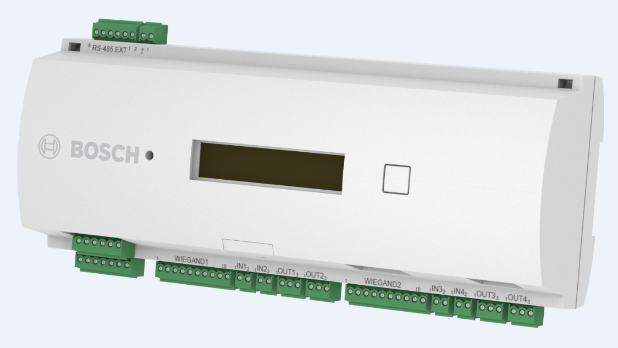 RS-485 EXT
BOSCH
WIEGAND1 IN1 IN2 OUT1 OUT2 WIEGAND2 IN3 IN4 OUT3 OUT4